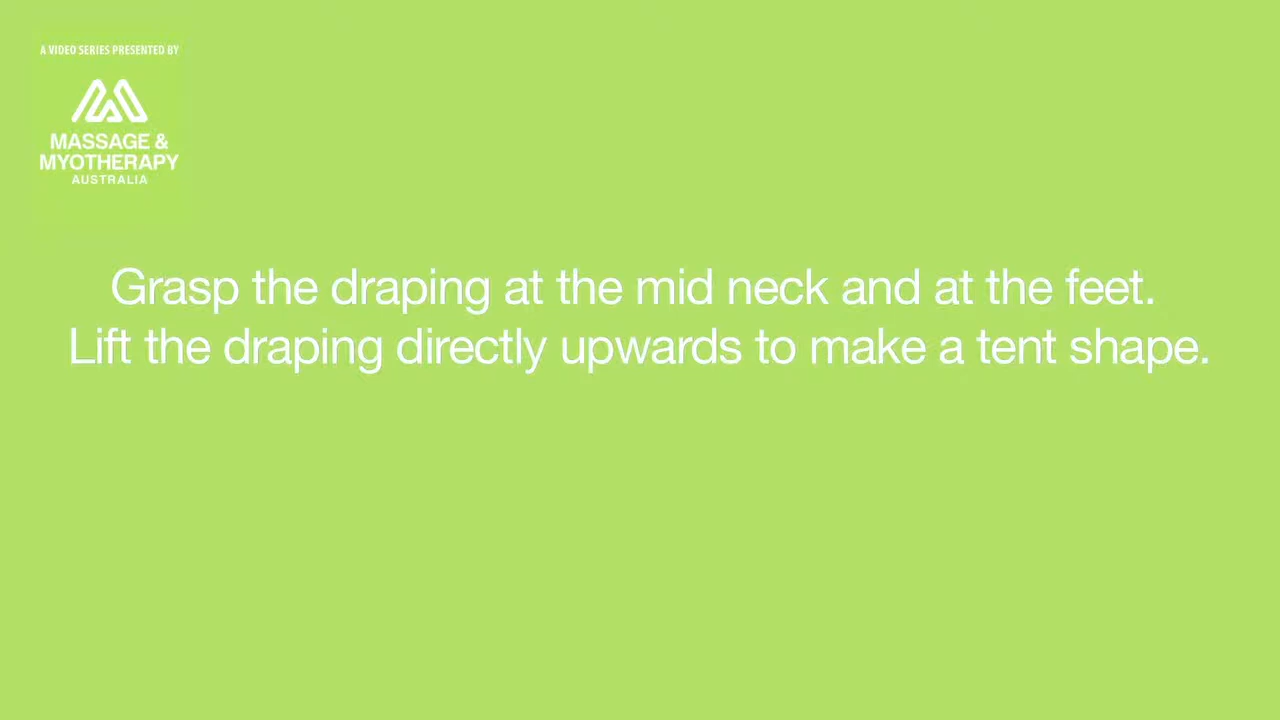 A VIDEO SERIES PRESENTED BY
MASSAGE &
MYOTHERAPY
AUSTRALIA
Grasp the draping at the mid neck and at the feet.
Lift the draping directly upwards to make a tent shape.